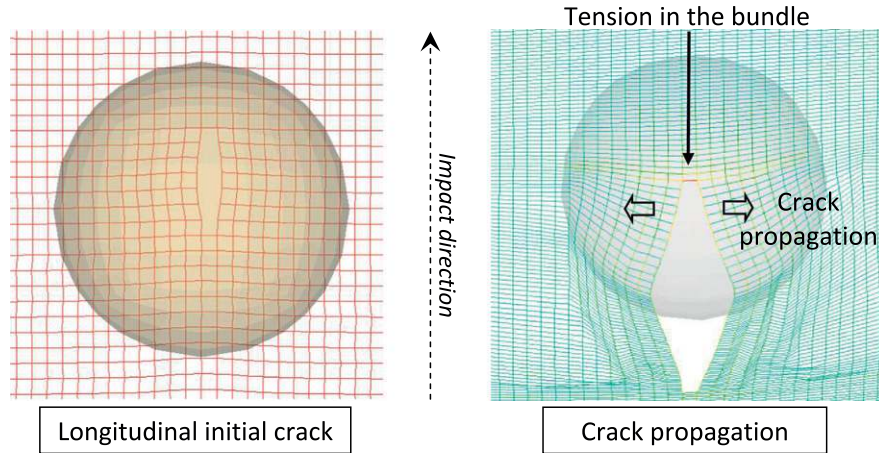 Tension in the bundle
Impact direction
Crack
propagation
Longitudinal initial crack
Crack propagation